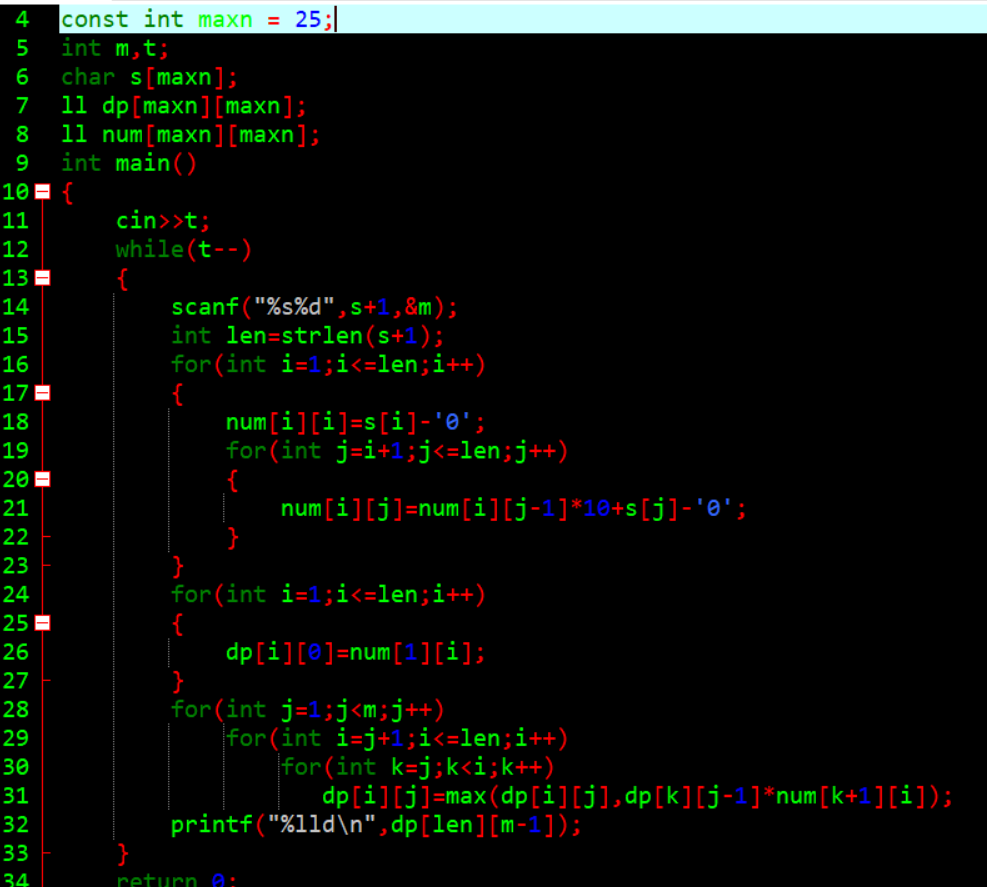 4 const int maxn = 25;
5 int m,t;
6 char s[maxn];
7 ll dp[maxn][maxn];
8 ll num[maxn][maxn];
9 int main()
10 {
11 cin>>t;
12 while(t--)
13 {
14 scanf("%s%d",s+1,&m);
15 int len=strlen(s+1);
16 for(int i=1;i<=len;i++)
17 {
18 num[i][i]=s[i]-'0';
19 for(int j=i+1;j<=len;j++)
20 {
21 num[i][j]=num[i][j-1]*10+s[j]-'0';
22 }
23 }
24 for(int i=1;i<=len;i++)
25 {
26 dp[i][0]=num[1][i];
27 }
28 for(int j=1;j<m;j++)
29 for(int i=j+1;i<=len;i++)
30 for(int k=j;k<i;k++)
31 dp[i][j]=max(dp[i][j],dp[k][j-1]*num[k+1][i]);
32 printf("%lld\n",dp[len][m-1]);
33 }
34 return 0;